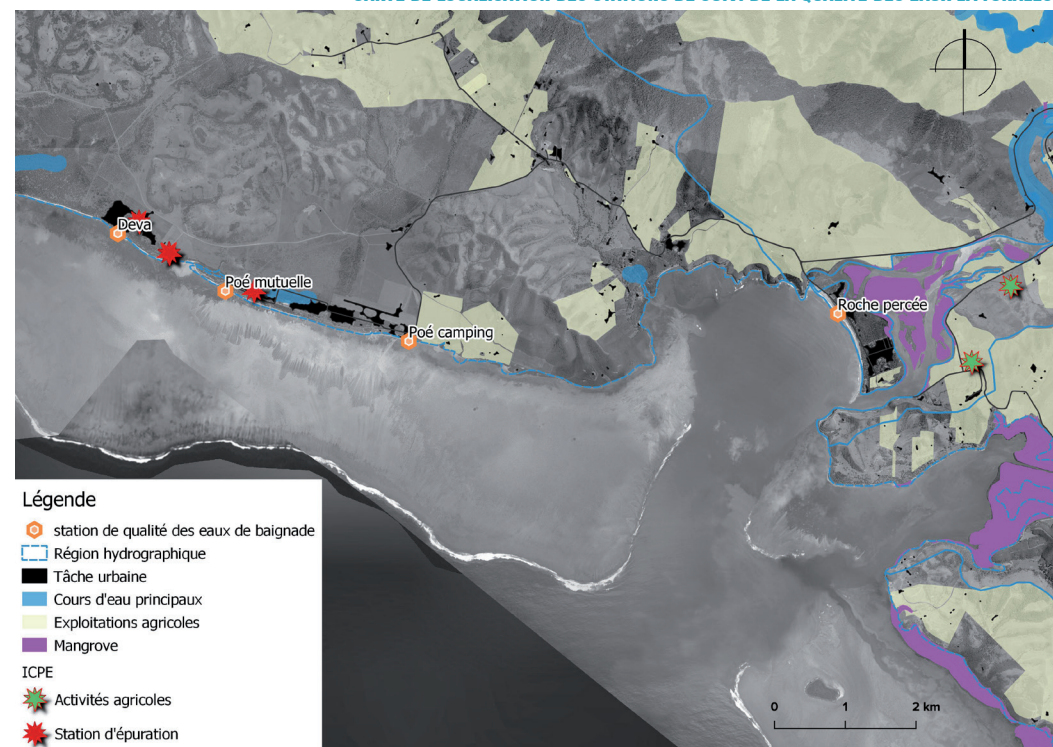 Deva
Poé mutuelle
Poé camping
Roche percée
Légende
station de qualité des eaux de baignade
Région hydrographique
Tâche urbaine
Cours d'eau principaux
Exploitations agricoles
Mangrove
ICPE
Activités agricoles
Station d'épuration
0 1 2 km